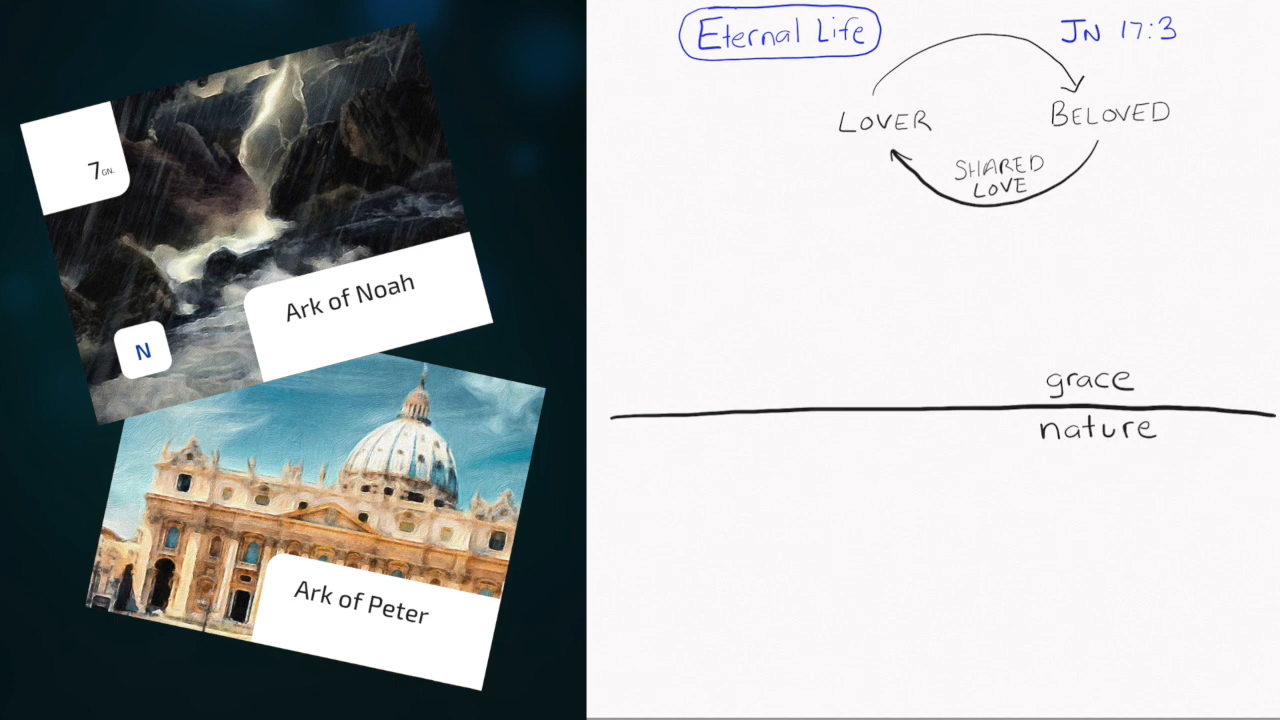 7 GN.
Ark of Noah
N
Ark of Peter
Eternal Life
JN 17:3
LOVER
BELOVED
SHARED
LOVE
grace
nature